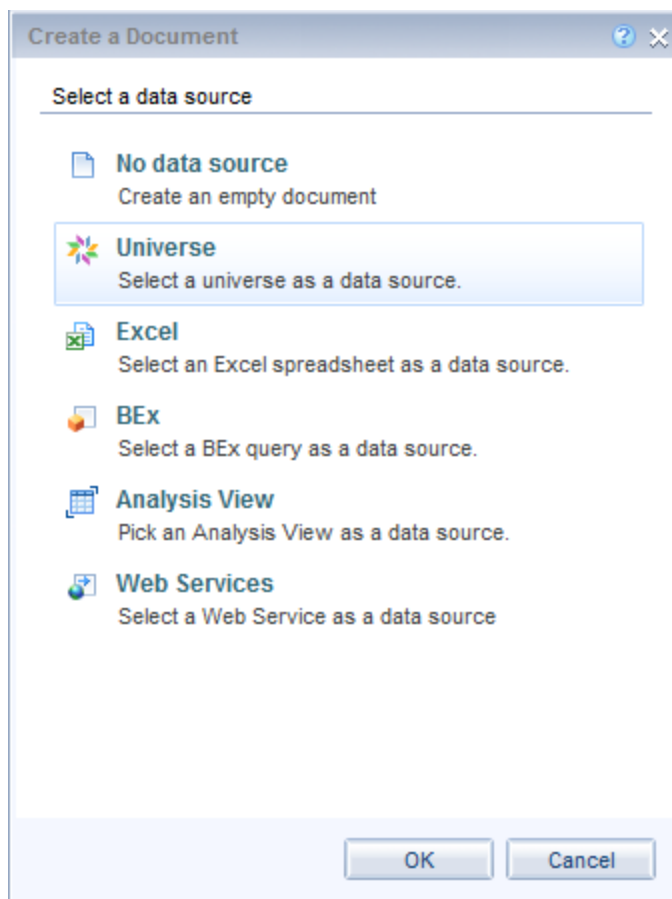 Create a Document
Select a data source
No data source
Create an empty document
Universe
Select a universe as a data source.
Excel
Select an Excel spreadsheet as a data source.
BEx
Select a BEx query as a data source.
Analysis View
Pick an Analysis View as a data source.
Web Services
Select a Web Service as a data source
OK Cancel